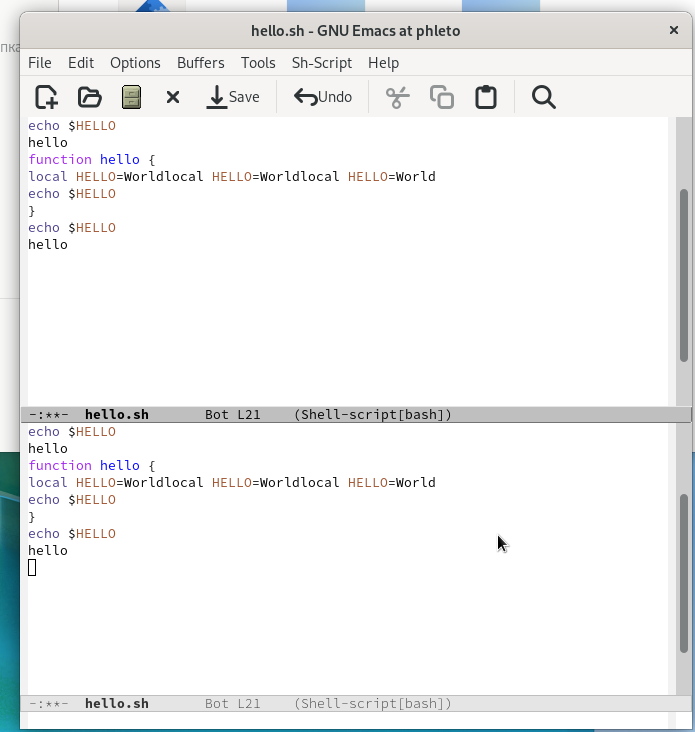 hello.sh - GNU Emacs at phleto
пка
File Edit Options Buffers Tools Sh-Script Help
Save Undo
echo $HELLO
hello
function hello {
local HELLO=Worldlocal HELLO=Worldlocal HELLO=World
echo $HELLO
}
echo $HELLO
hello
-:**- hello.sh Bot L21 (Shell-script[bash])
echo $HELLO
hello
function hello {
local HELLO=Worldlocal HELLO=Worldlocal HELLO=World
echo $HELLO
}
echo $HELLO
hello
-:**- hello.sh Bot L21 (Shell-script[bash])